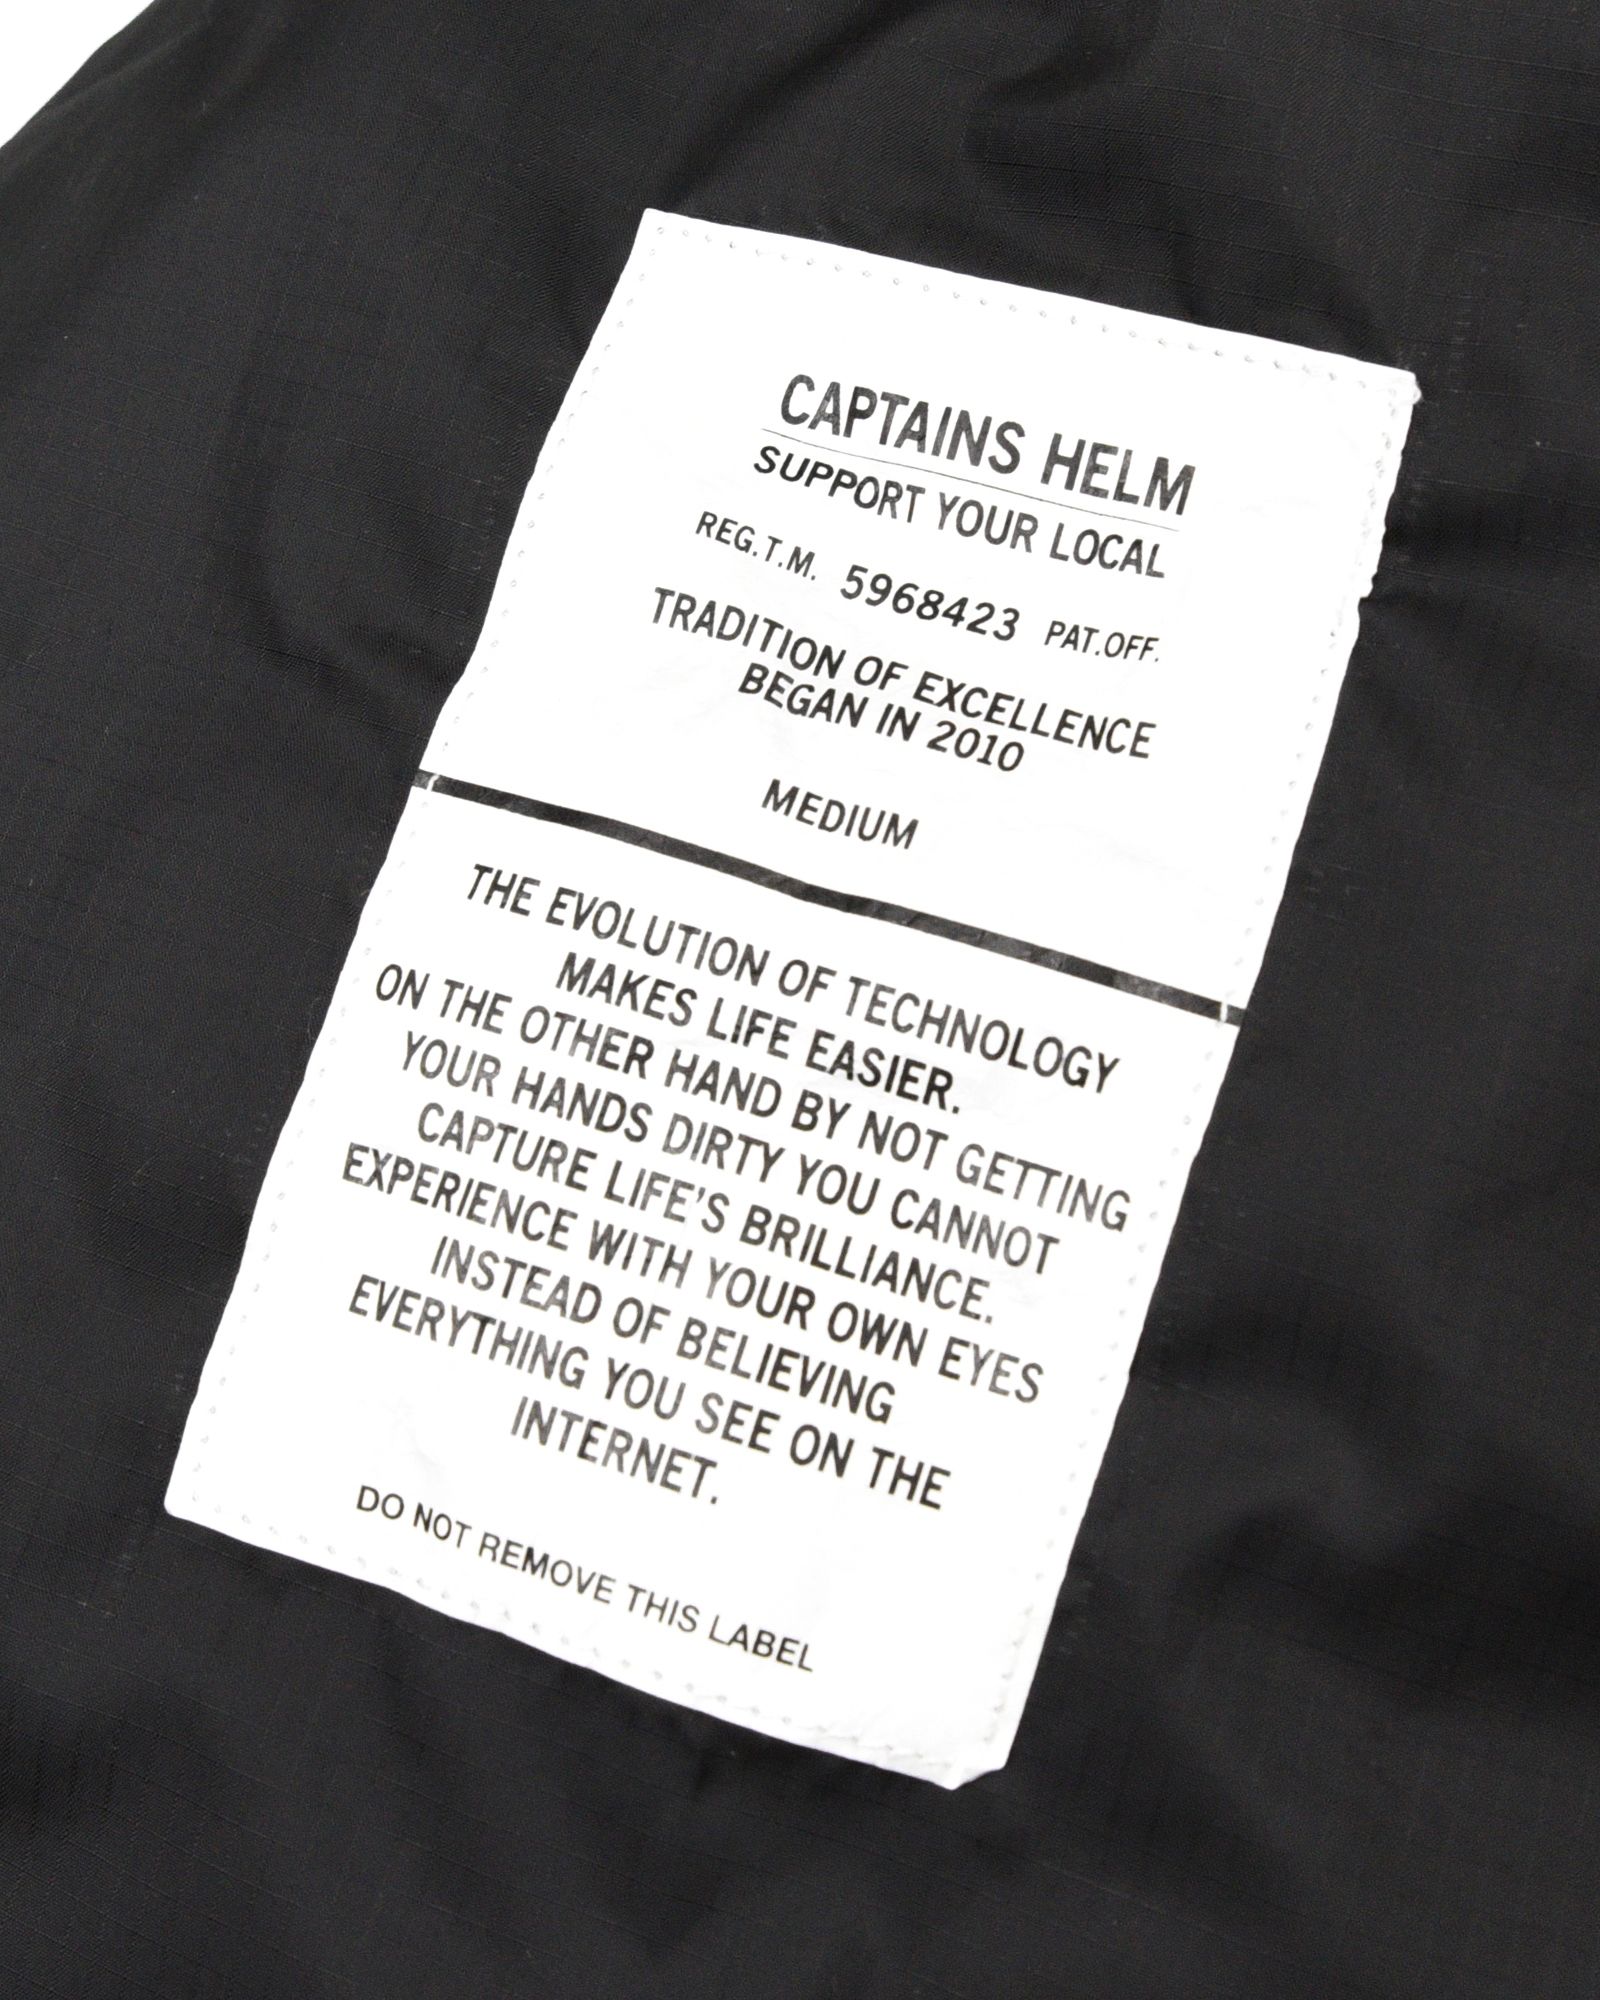 CAPTAINS HELM
SUPPORT YOUR LOCAL
REG.T.M. 5968423 PAT.OFF.
TRADITION OF EXCELLENCE
BEGAN IN 2010
MEDIUM
THE EVOLUTION OF TECHNOLOGY
MAKES LIFE EASIER.
ON THE OTHER HAND BY NOT GETTING
YOUR HANDS DIRTY YOU CANNOT
CAPTURE LIFE'S BRILLIANCE.
EXPERIENCE WITH YOUR OWN EYES
INSTEAD OF BELIEVING
EVERYTHING YOU SEE ON THE
INTERNET.
DO NOT REMOVE THIS LABEL